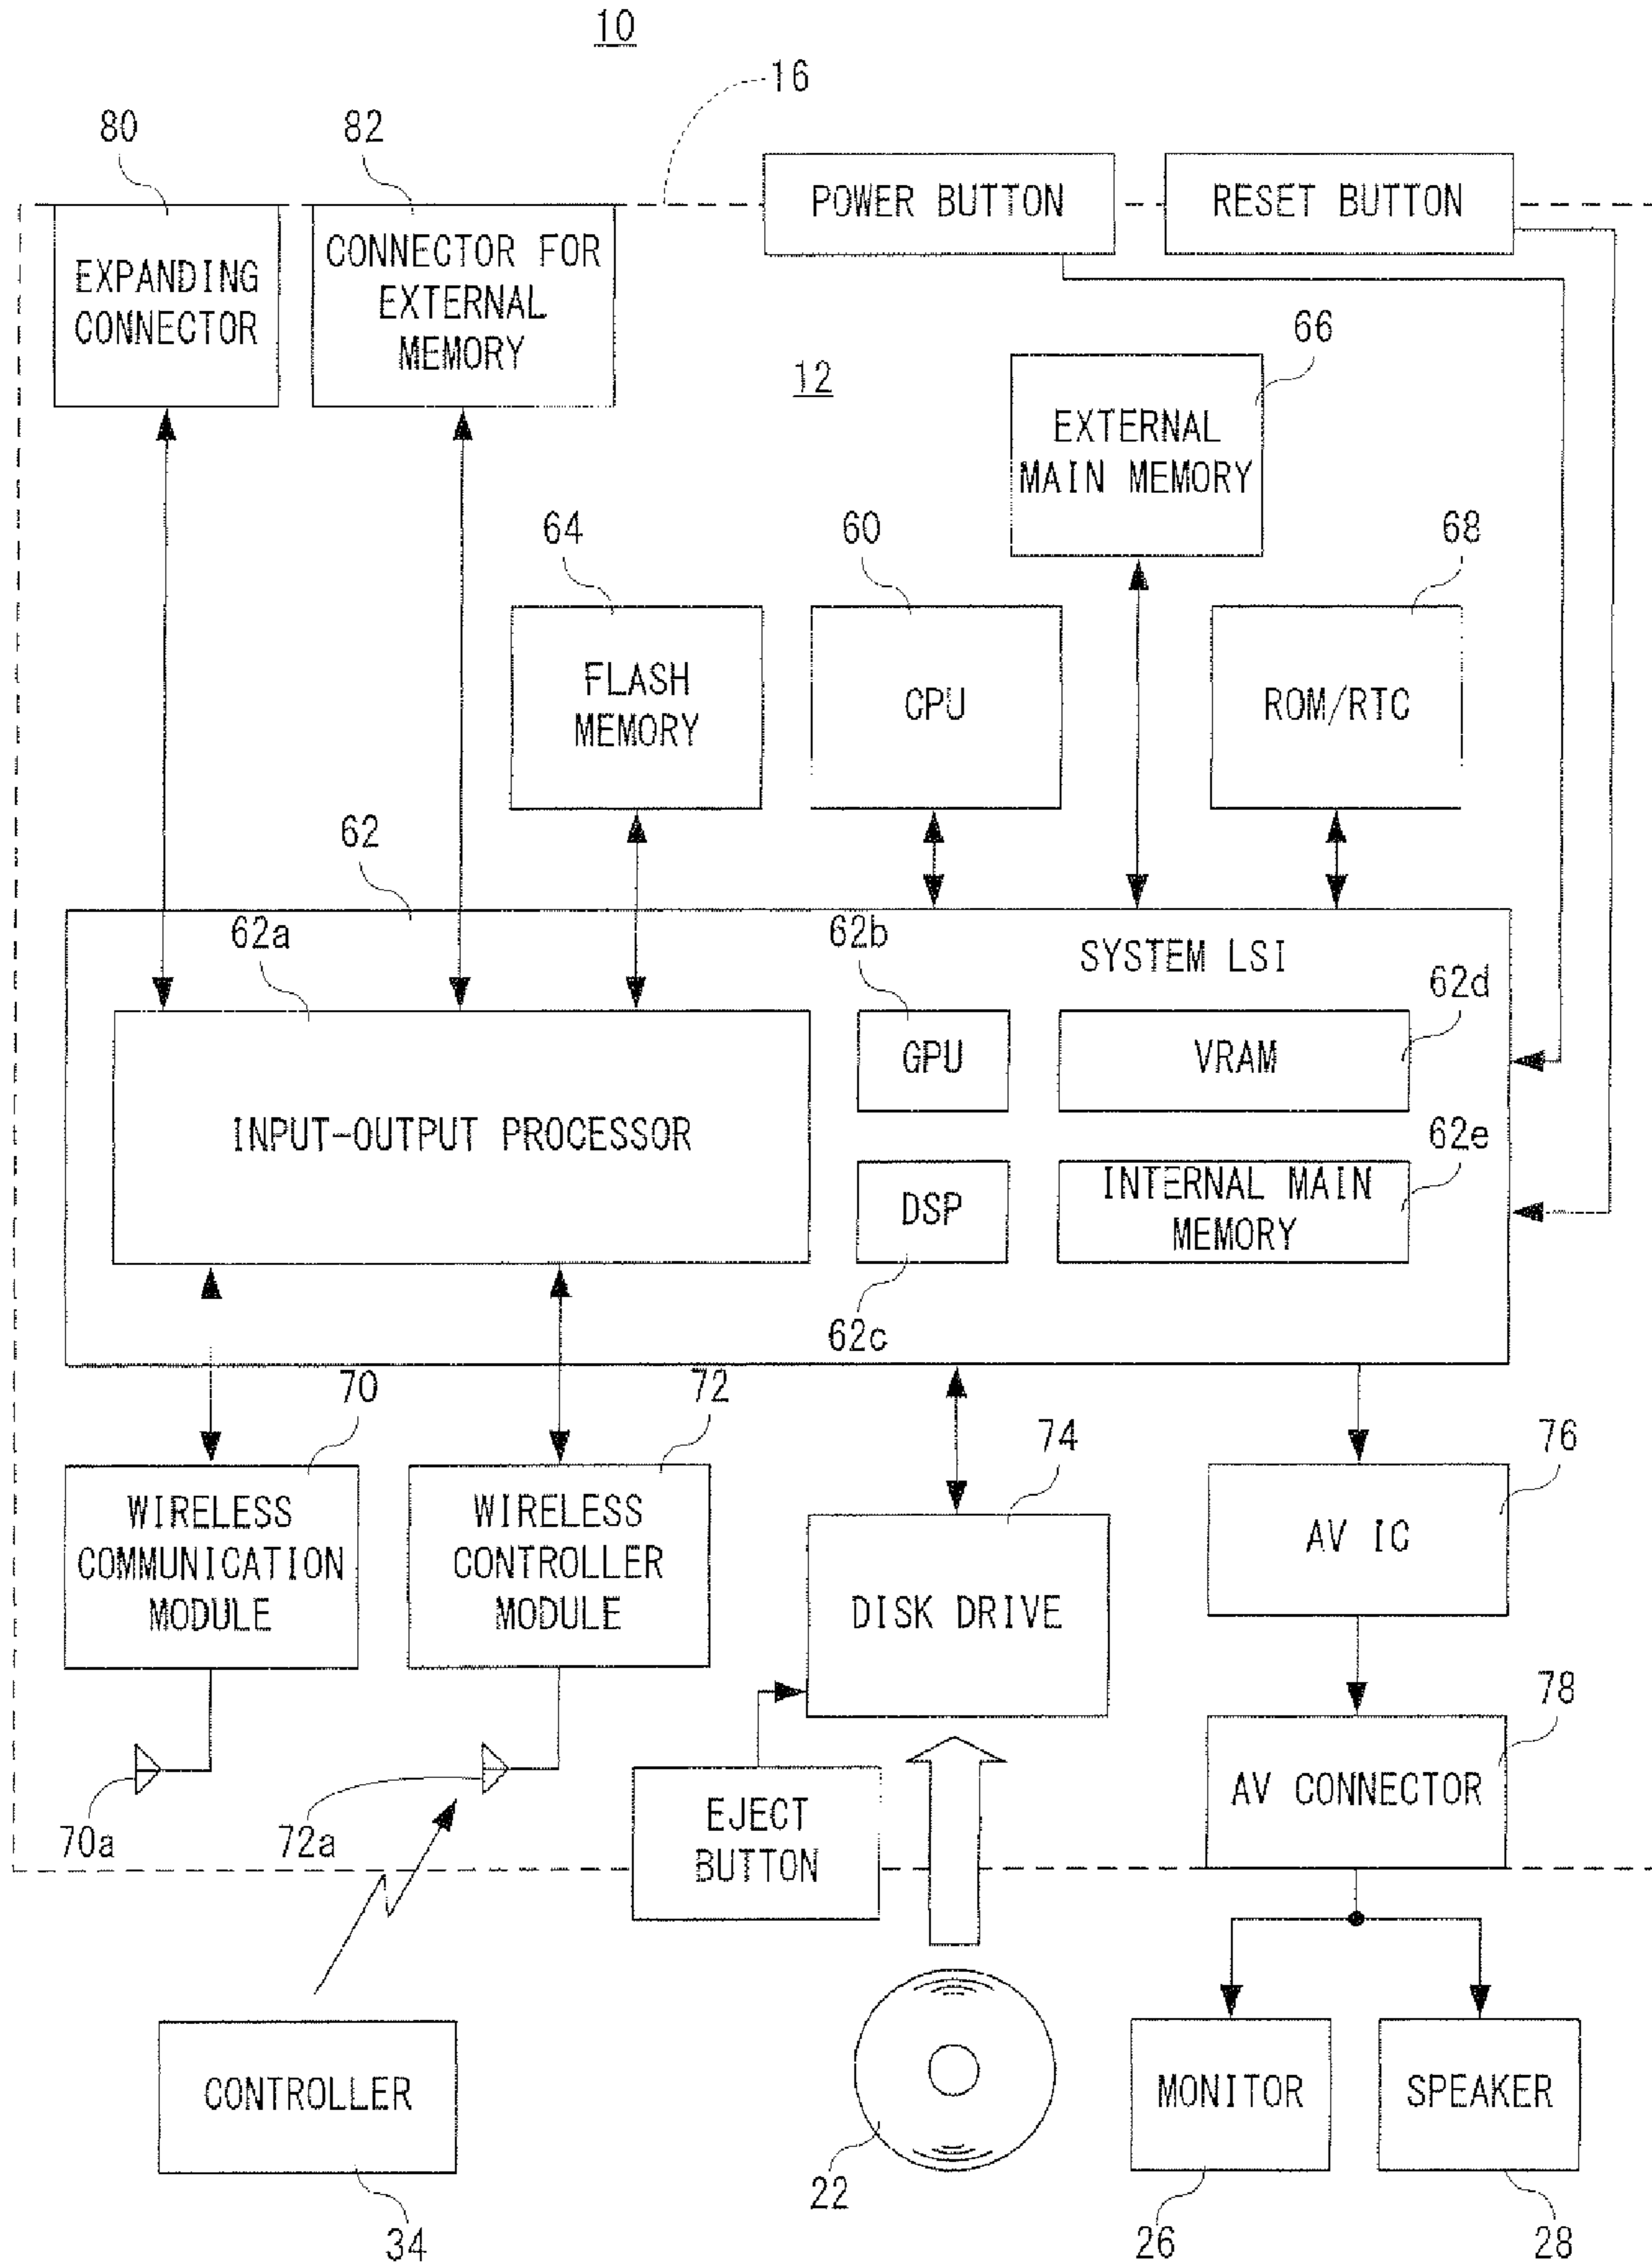 10
16
80
82
POWER BUTTON
RESET BUTTON
EXPANDING
CONNECTOR
CONNECTOR FOR
EXTERNAL
MEMORY
12
66
EXTERNAL
MAIN MEMORY
64
60
68
FLASH
MEMORY
CPU
ROM/RTC
62
62a
62b
SYSTEM LSI
62d
GPU
VRAM
INPUT-OUTPUT PROCESSOR
62e
DSP
INTERNAL MAIN
MEMORY
62c
70
72
74
76
WIRELESS
COMMUNICATION
MODULE
WIRELESS
CONTROLLER
MODULE
DISK DRIVE
AV IC
78
70a
72a
EJECT
BUTTON
AV CONNECTOR
CONTROLLER
MONITOR
SPEAKER
34
22
26
28